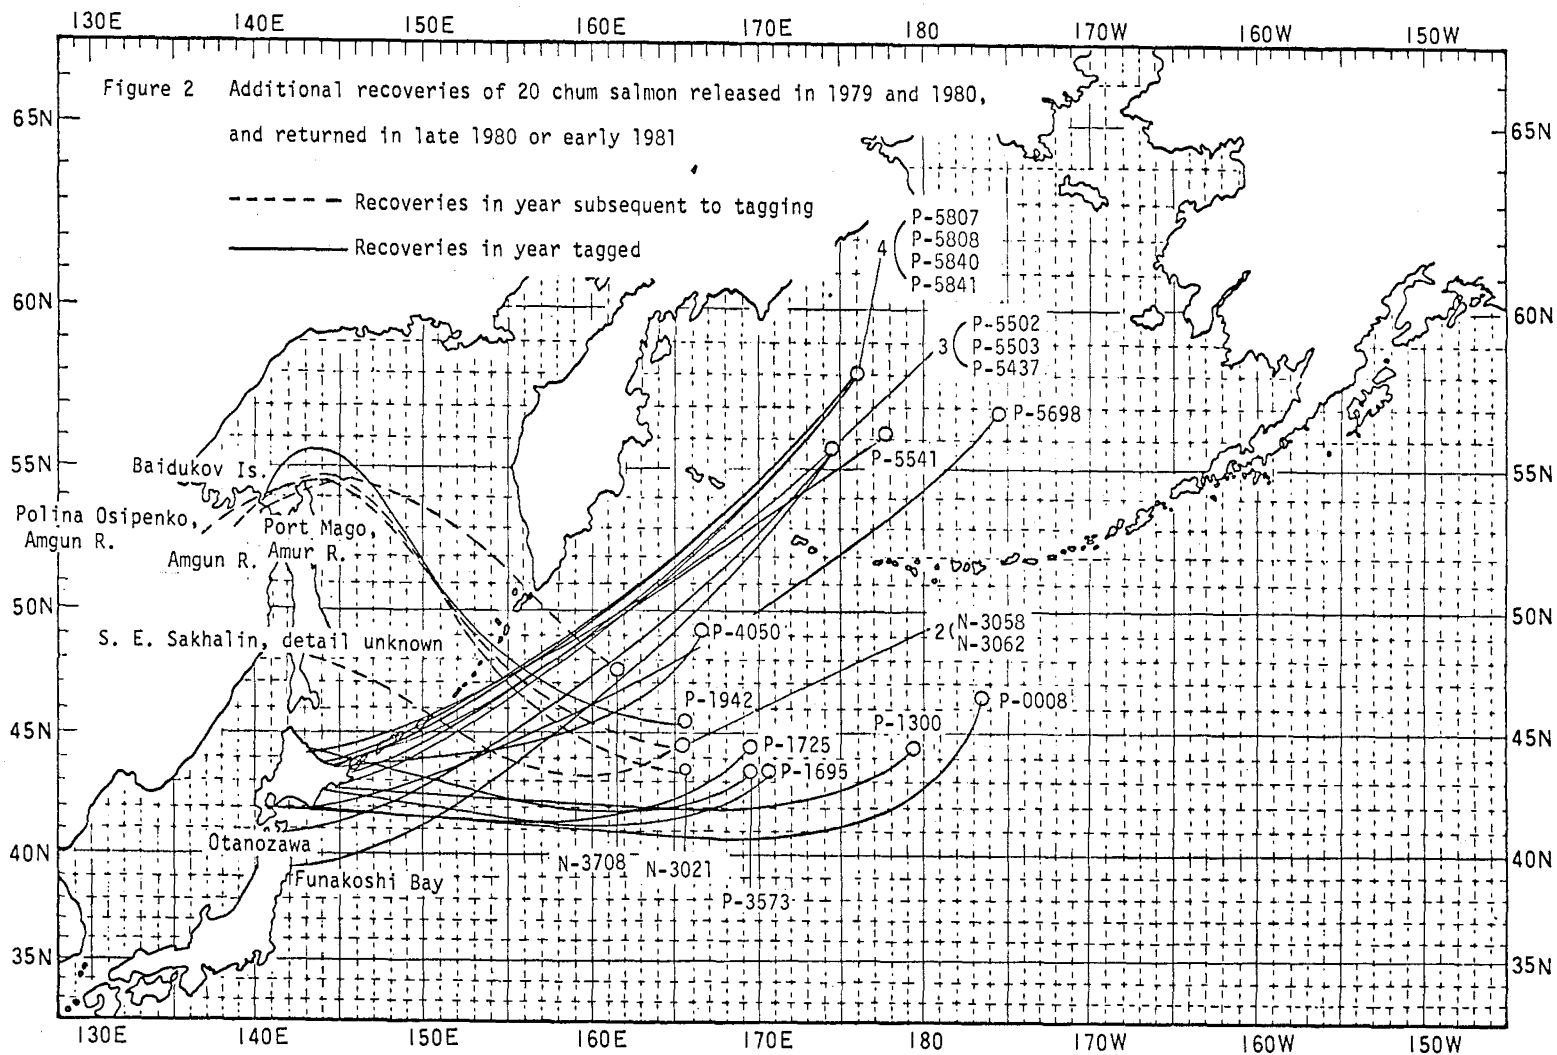 130E 140E 150E 160E 170E 180 170W 160W 150W
Figure 2 Additional recoveries of 20 chum salmon released in 1979 and 1980,
and returned in late 1980 or early 1981
Recoveries in year subsequent to tagging
Recoveries in year tagged
65N 65N
60N 60N
55N 55N
50N 50N
45N 45N
40N 40N
35N 35N
4 ( P-5807
P-5808
P-5840
P-5841
3 ( P-5502
P-5503
P-5437
P-5698
P-5541
Baidukov Is.
Polina Osipenko,
Amgun R.
Port Mago,
Amur R.
Amgun R.
S. E. Sakhalin, detail unknown
P-4050
2 ( N-3058
N-3062
P-1942
P-0008
P-1300
P-1725
P-1695
Otanozawa
Funakoshi Bay
N-3708 N-3021
P-3573
130E 140E 150E 160E 170E 180 170W 160W 150W